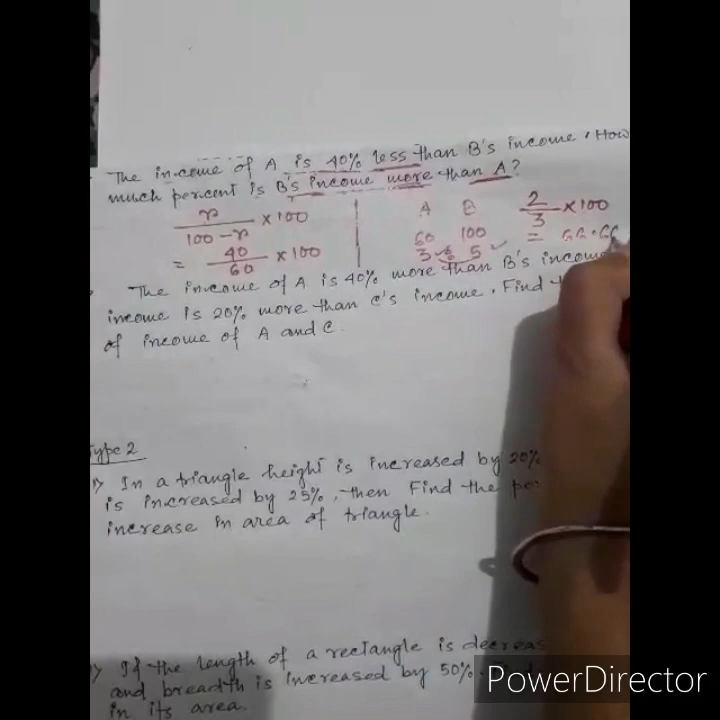 The income of A is 40% less than B's income. How
much percent is B's income more than A?
r/100-r × 100
= 40/60 × 100
A B
60 100
3 : 5
2/3 × 100
= 66.66
The income of A is 40% more than B's income
income is 20% more than C's income. Find
of income of A and C.
Type 2
1) In a triangle height is increased by 20%
is increased by 25%, then Find the
increase in area of triangle.
If the length of a rectangle is
and breadth is increased by 50%.
in its area.
PowerDirector